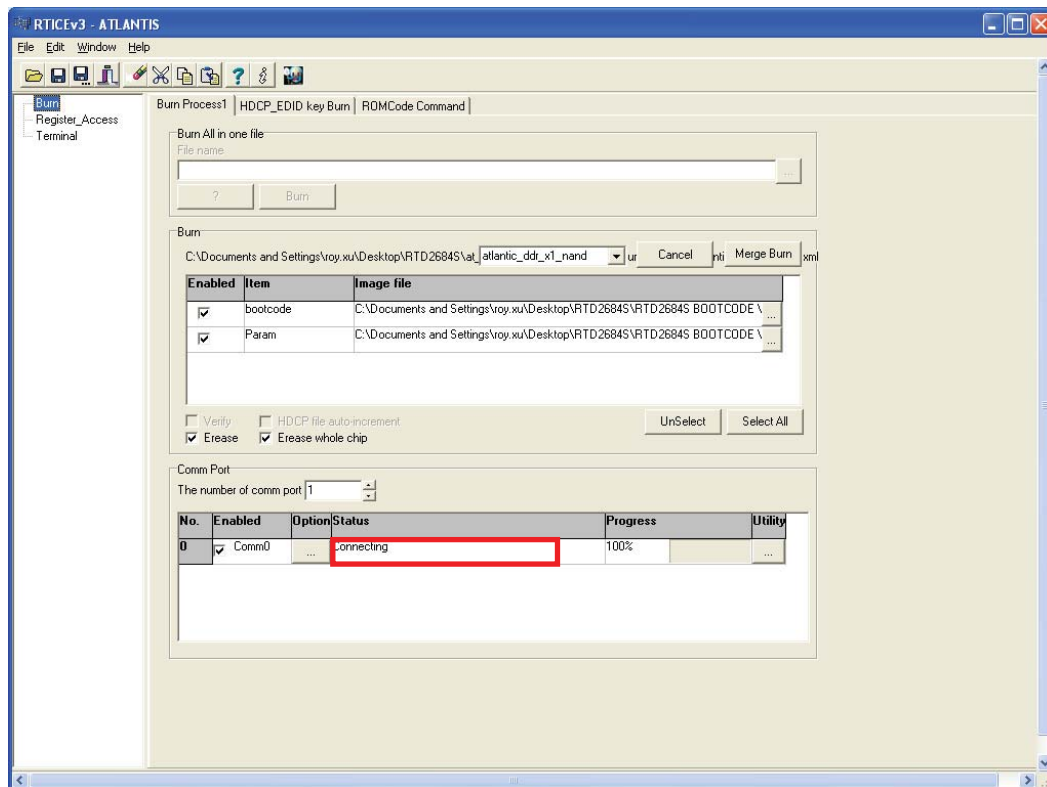 RTICEv3 - ATLANTIS
File Edit Window Help
Burn
Register_Access
Terminal
Burn Process1 HDCP_EDID key Burn ROMCode Command
Burn All in one file
File name
...
? Burn
Burn
C:\Documents and Settings\roy.xu\Desktop\RTD2684S\at_ atlantic_ddr_x1_nand ur Cancel nti Merge Burn xml
Enabled Item Image file
bootcode C:\Documents and Settings\roy.xu\Desktop\RTD2684S\RTD2684S BOOTCODE \ ...
Param C:\Documents and Settings\roy.xu\Desktop\RTD2684S\RTD2684S BOOTCODE \ ...
Verify HDCP file auto-increment UnSelect Select All
Erease Erease whole chip
Comm Port
The number of comm port 1
No. Enabled Option Status Progress Utility
0 Comm0 ... Connecting 100% ...